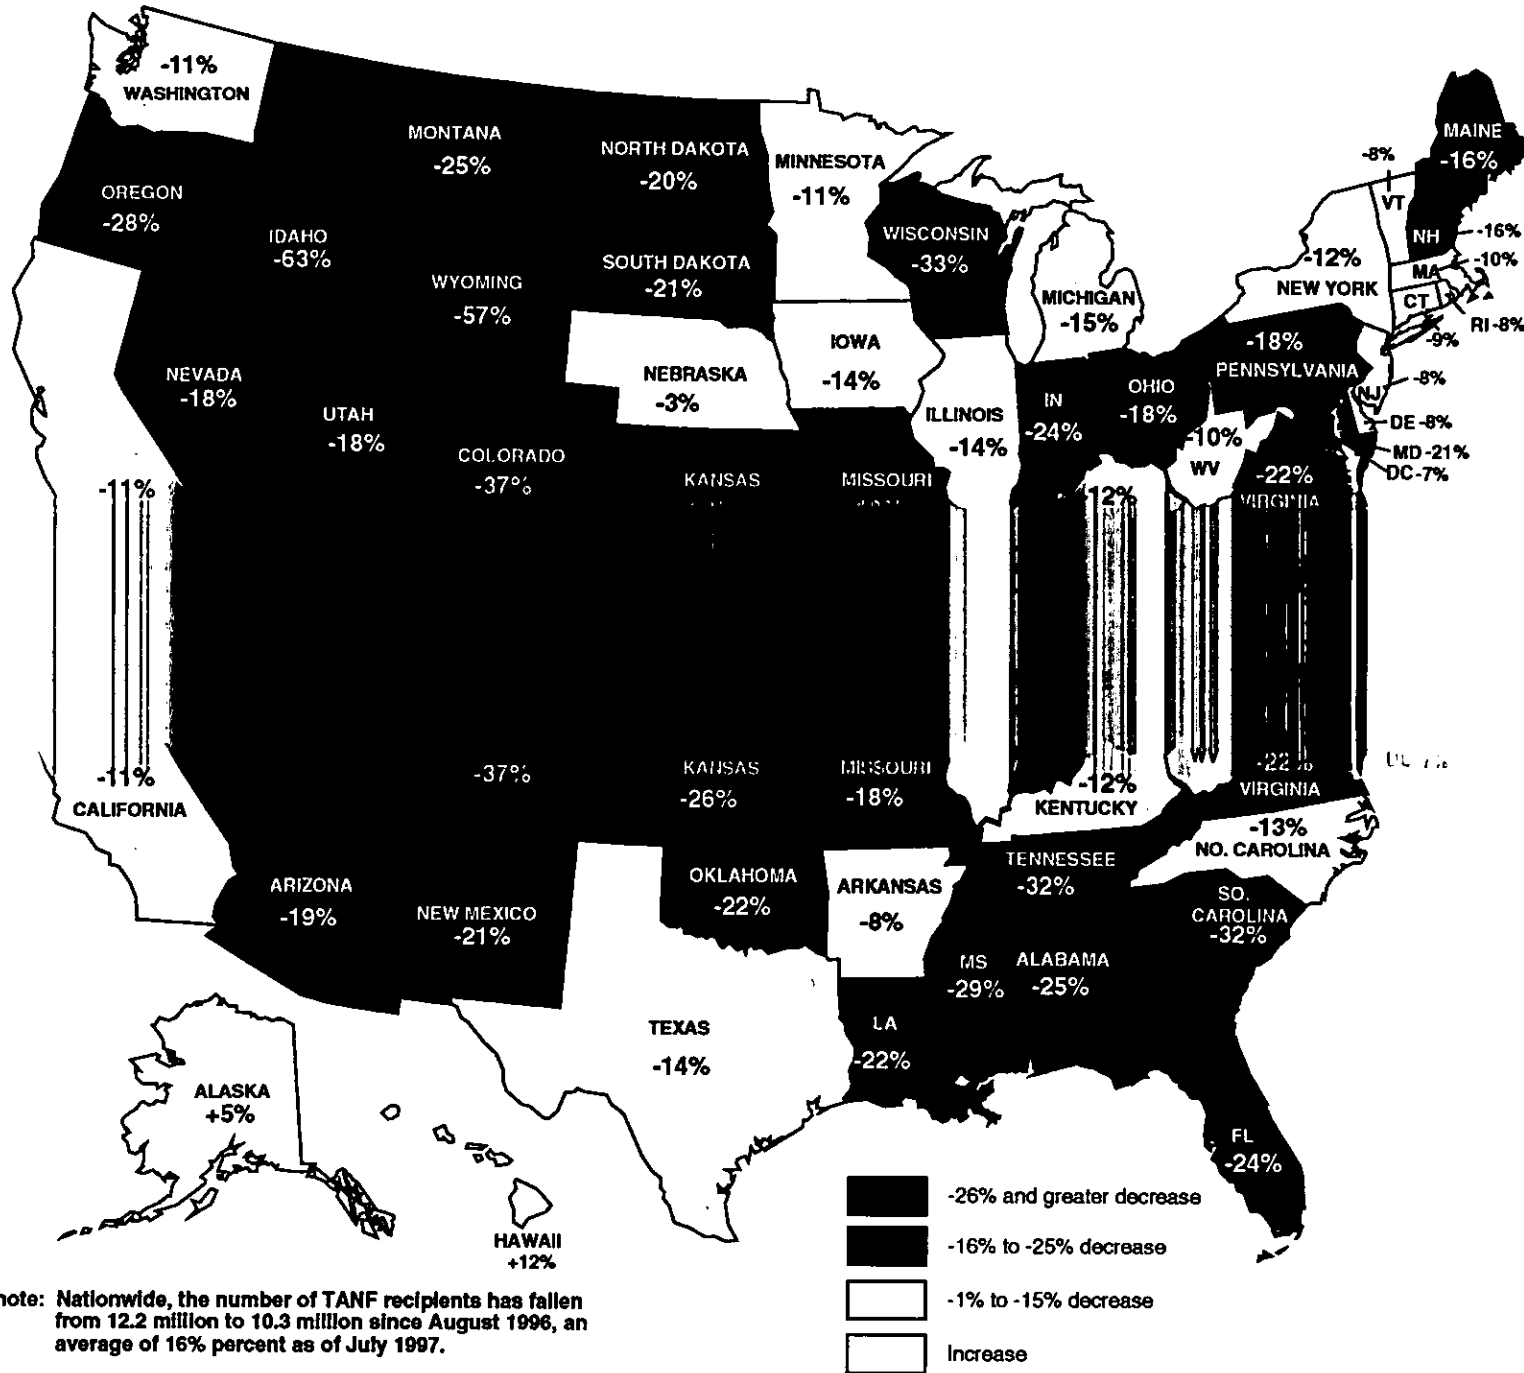 -11%
WASHINGTON
MONTANA
-25%
NORTH DAKOTA
-20%
MINNESOTA
-11%
MAINE
-16%
-8%
VT
OREGON
-28%
IDAHO
-63%
WYOMING
-57%
SOUTH DAKOTA
-21%
WISCONSIN
-33%
MICHIGAN
-15%
-12%
NEW YORK
NH
-16%
-10%
MA
CT
RI -8%
-9%
NEVADA
-18%
UTAH
-18%
COLORADO
-37%
NEBRASKA
-3%
IOWA
-14%
ILLINOIS
-14%
IN
-24%
OHIO
-18%
-18%
PENNSYLVANIA
-8%
NJ
DE -8%
MD -21%
DC -7%
-10%
WV
-22%
VIRGINIA
-11%
KANSAS
MISSOURI
-12%
-11%
CALIFORNIA
-37%
KANSAS
-26%
MISSOURI
-18%
-12%
KENTUCKY
-22%
VIRGINIA
-13%
NO. CAROLINA
ARIZONA
-19%
NEW MEXICO
-21%
OKLAHOMA
-22%
ARKANSAS
-8%
TENNESSEE
-32%
SO.
CAROLINA
-32%
MS
-29%
ALABAMA
-25%
TEXAS
-14%
LA
-22%
FL
-24%
ALASKA
+5%
HAWAII
+12%
-26% and greater decrease
-16% to -25% decrease
-1% to -15% decrease
Increase
note: Nationwide, the number of TANF recipients has fallen
from 12.2 million to 10.3 million since August 1996, an
average of 16% percent as of July 1997.